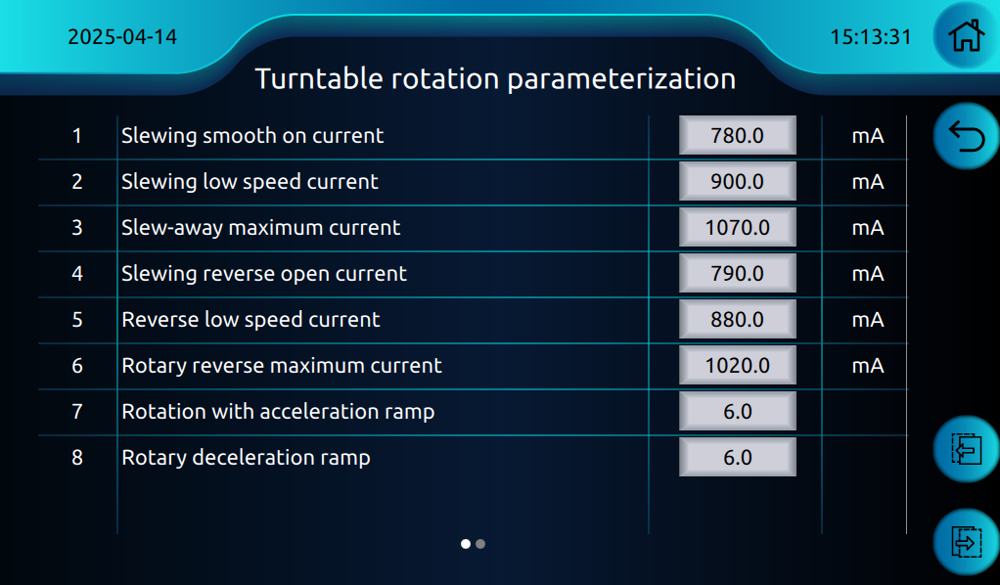 2025-04-14 15:13:31
Turntable rotation parameterization
1 Slewing smooth on current 780.0 mA
2 Slewing low speed current 900.0 mA
3 Slew-away maximum current 1070.0 mA
4 Slewing reverse open current 790.0 mA
5 Reverse low speed current 880.0 mA
6 Rotary reverse maximum current 1020.0 mA
7 Rotation with acceleration ramp 6.0
8 Rotary deceleration ramp 6.0